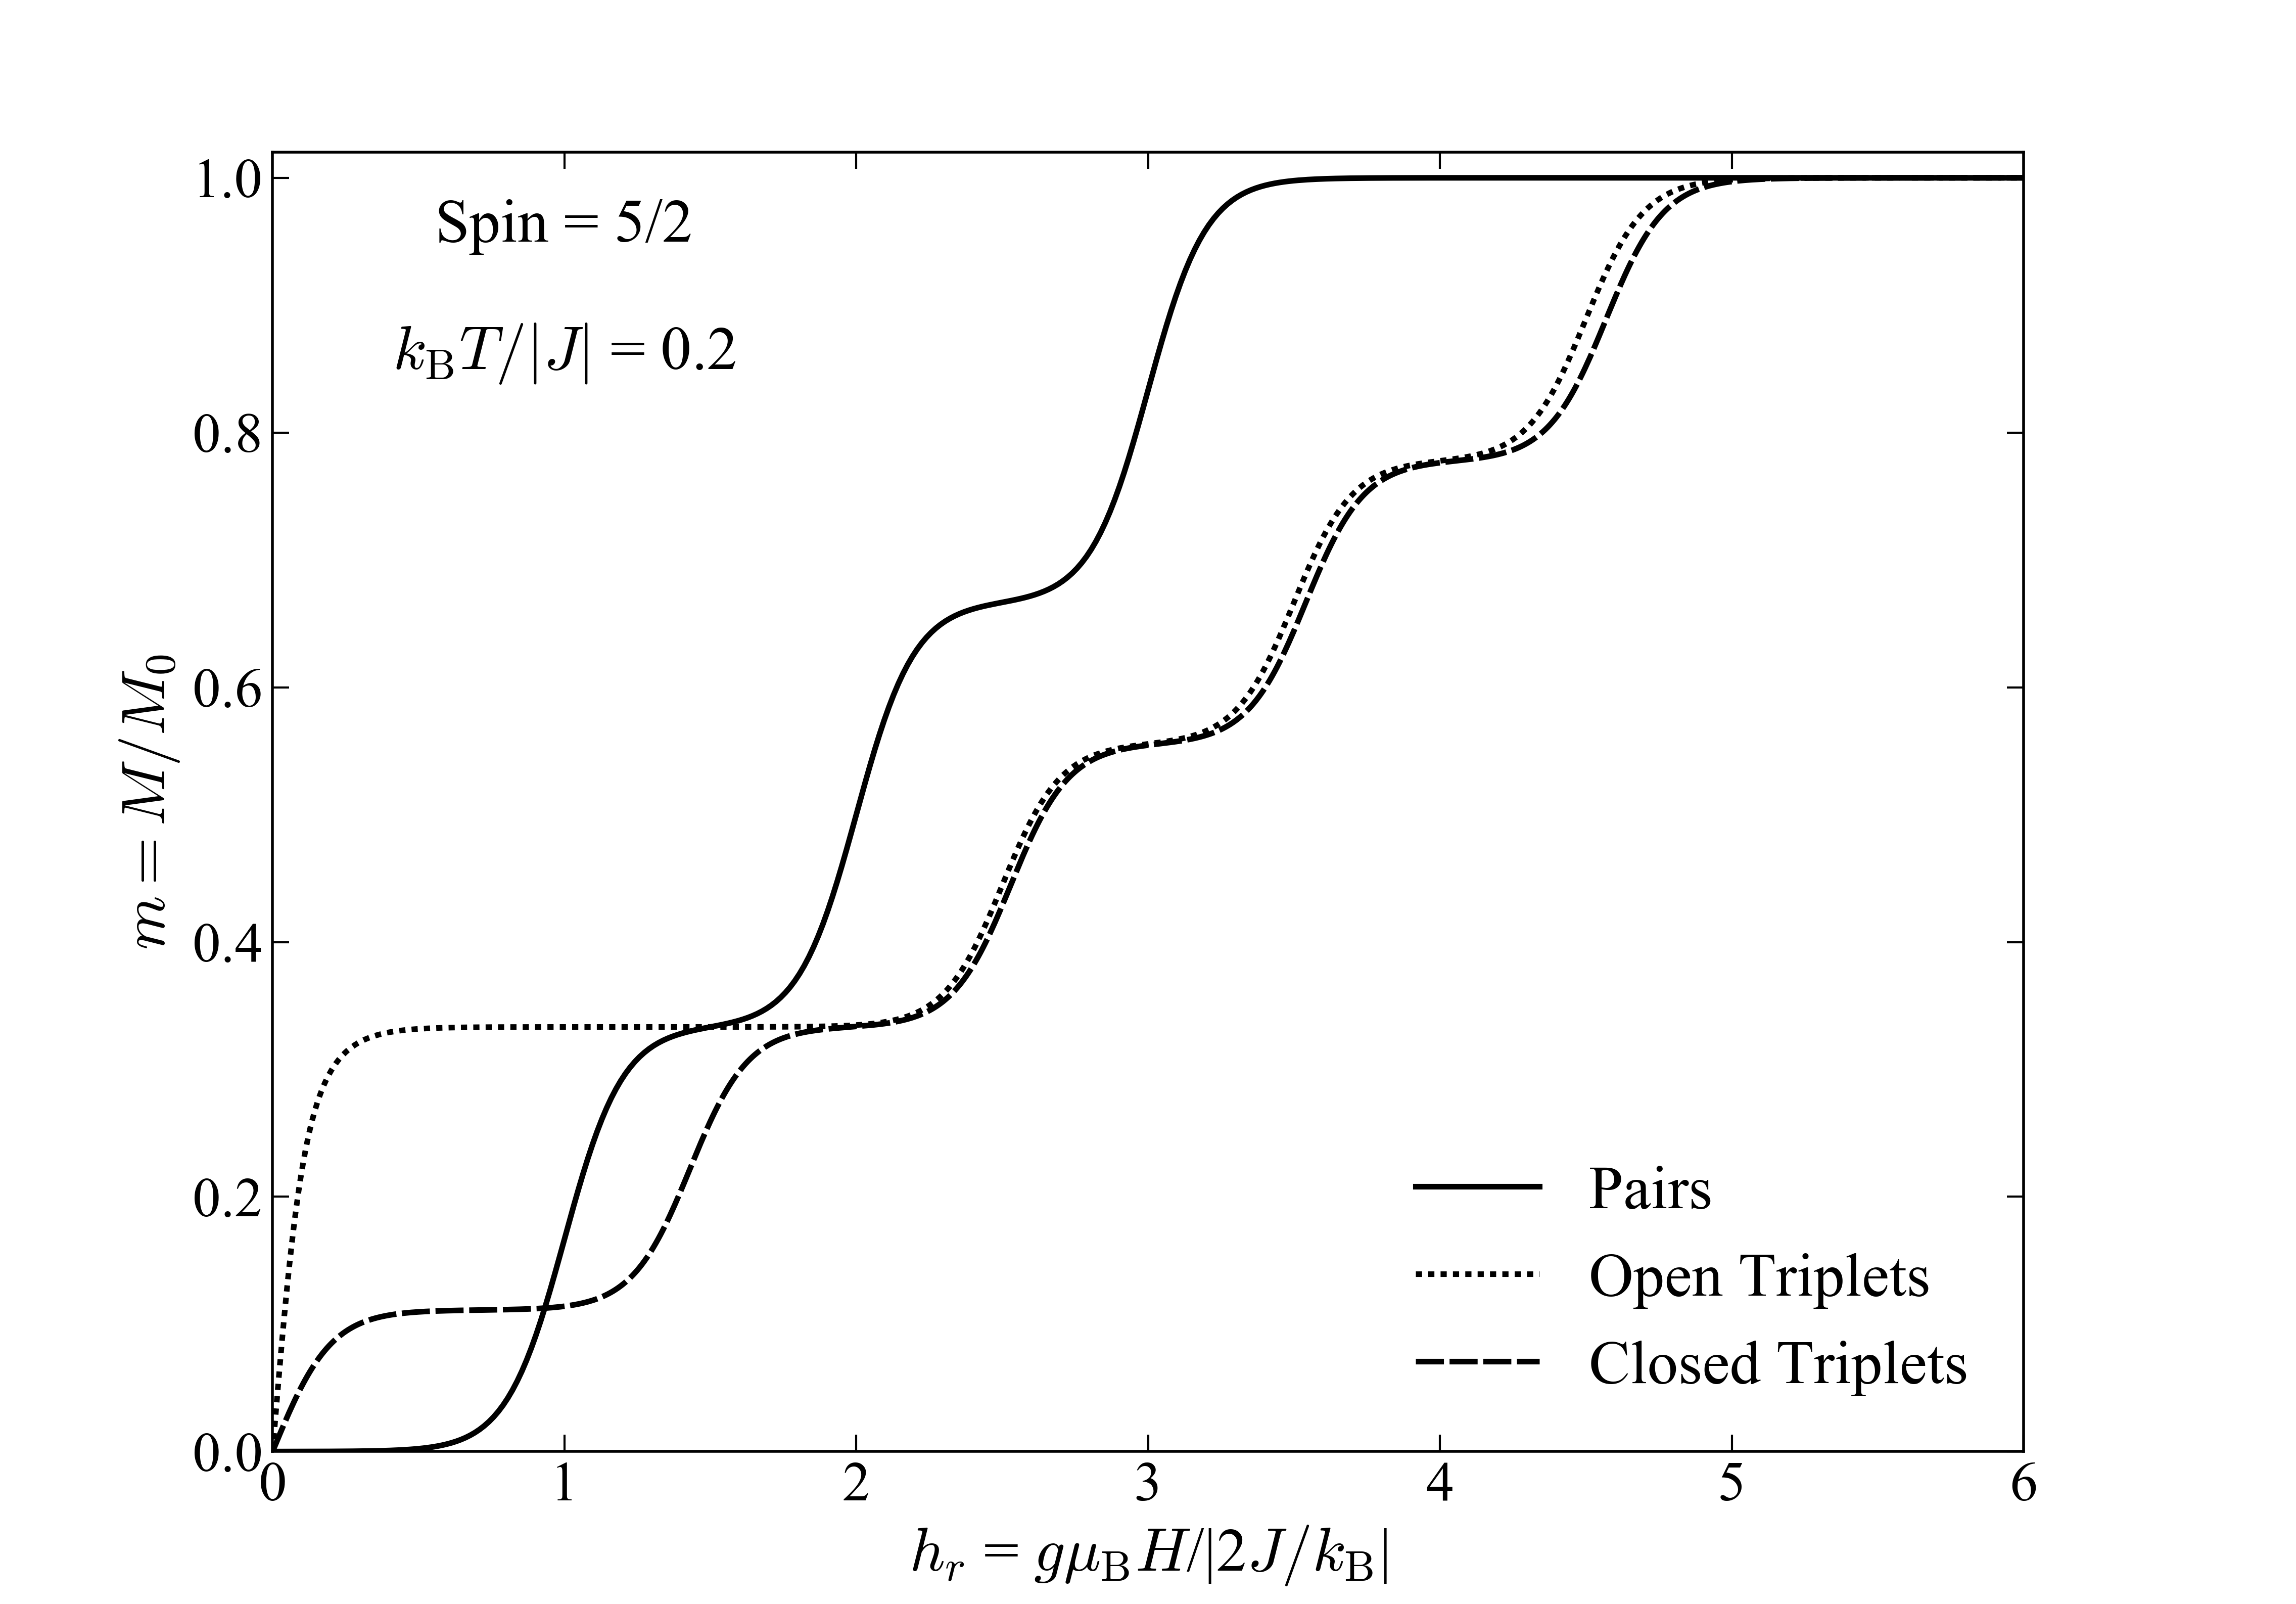 1.0
0.8
0.6
0.4
0.2
0.0
m = M/M₀
Spin = 5/2
k_B T/|J| = 0.2
Pairs
Open Triplets
Closed Triplets
0 1 2 3 4 5 6
h_r = gμ_B H/|2J/k_B|